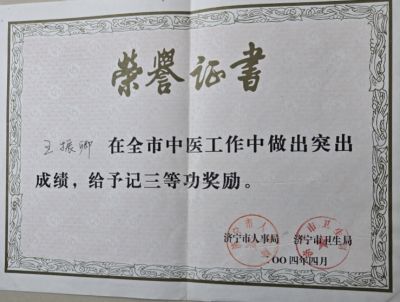 荣誉证书
王振卿 在全市中医工作中做出突出
成绩，给予记三等功奖励。
济宁市人事局 济宁市卫生局
二〇〇四年四月